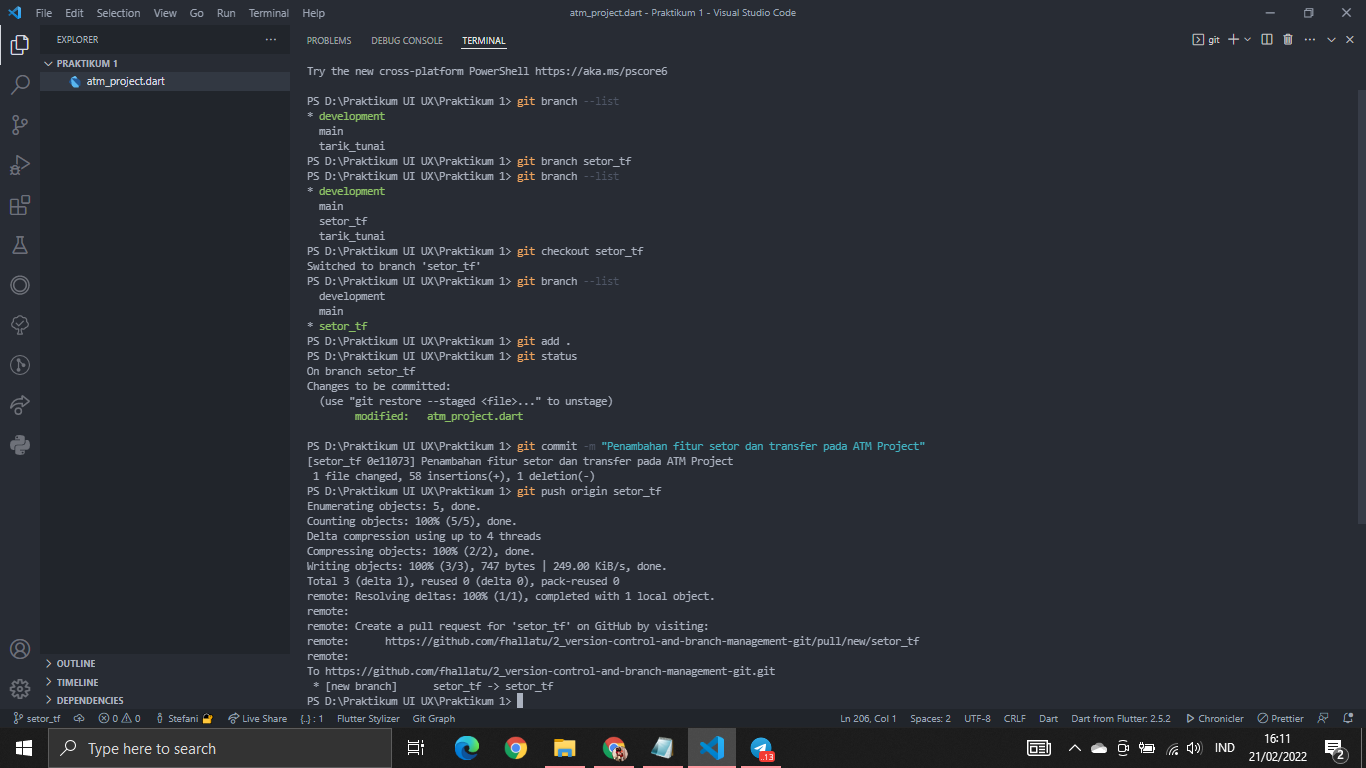 File Edit Selection View Go Run Terminal Help
atm_project.dart - Praktikum 1 - Visual Studio Code
EXPLORER
PRAKTIKUM 1
atm_project.dart
OUTLINE
TIMELINE
DEPENDENCIES
PROBLEMS DEBUG CONSOLE TERMINAL
git
Try the new cross-platform PowerShell https://aka.ms/pscore6
PS D:\Praktikum UI UX\Praktikum 1> git branch --list
* development
main
tarik_tunai
PS D:\Praktikum UI UX\Praktikum 1> git branch setor_tf
PS D:\Praktikum UI UX\Praktikum 1> git branch --list
* development
main
setor_tf
tarik_tunai
PS D:\Praktikum UI UX\Praktikum 1> git checkout setor_tf
Switched to branch 'setor_tf'
PS D:\Praktikum UI UX\Praktikum 1> git branch --list
development
main
* setor_tf
PS D:\Praktikum UI UX\Praktikum 1> git add .
PS D:\Praktikum UI UX\Praktikum 1> git status
On branch setor_tf
Changes to be committed:
(use "git restore --staged <file>..." to unstage)
modified:   atm_project.dart
PS D:\Praktikum UI UX\Praktikum 1> git commit -m "Penambahan fitur setor dan transfer pada ATM Project"
[setor_tf 0e11073] Penambahan fitur setor dan transfer pada ATM Project
1 file changed, 58 insertions(+), 1 deletion(-)
PS D:\Praktikum UI UX\Praktikum 1> git push origin setor_tf
Enumerating objects: 5, done.
Counting objects: 100% (5/5), done.
Delta compression using up to 4 threads
Compressing objects: 100% (2/2), done.
Writing objects: 100% (3/3), 747 bytes | 249.00 KiB/s, done.
Total 3 (delta 1), reused 0 (delta 0), pack-reused 0
remote: Resolving deltas: 100% (1/1), completed with 1 local object.
remote:
remote: Create a pull request for 'setor_tf' on GitHub by visiting:
remote:      https://github.com/fhallatu/2_version-control-and-branch-management-git/pull/new/setor_tf
remote:
To https://github.com/fhallatu/2_version-control-and-branch-management-git.git
* [new branch]      setor_tf -> setor_tf
PS D:\Praktikum UI UX\Praktikum 1>
setor_tf 0 0 Stefani Live Share {..} : 1 Flutter Stylizer Git Graph Ln 206, Col 1 Spaces: 2 UTF-8 CRLF Dart Dart from Flutter: 2.5.2 Chronicler Prettier
Type here to search
.13
IND
16:11
21/02/2022
2